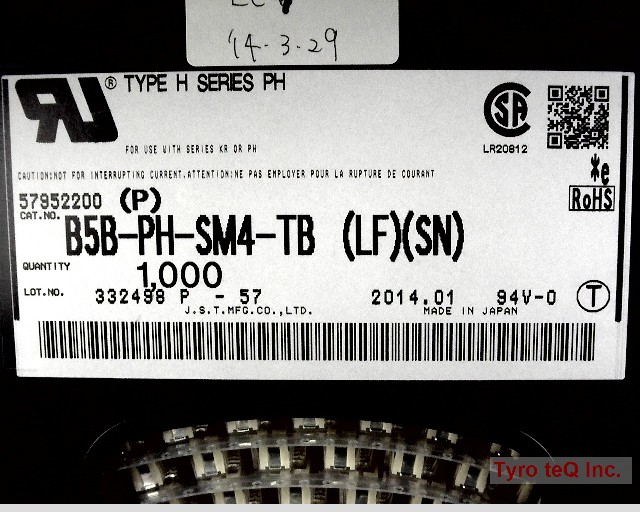 '14-3-29
® TYPE H SERIES PH
FOR USE WITH SERIES KR OR PH
LR20812
CAUTION:NOT FOR INTERRUPTING CURRENT.ATTENTION:NE PAS EMPLOYER POUR LA RUPTURE DE COURANT
*e
RoHS
57952200 (P)
CAT.NO. B5B-PH-SM4-TB (LF)(SN)
QUANTITY 1,000
LOT.NO. 332498 P - 57 2014.01 94V-0 T
J.S.T.MFG.CO.,LTD. MADE IN JAPAN
Tyro teQ Inc.